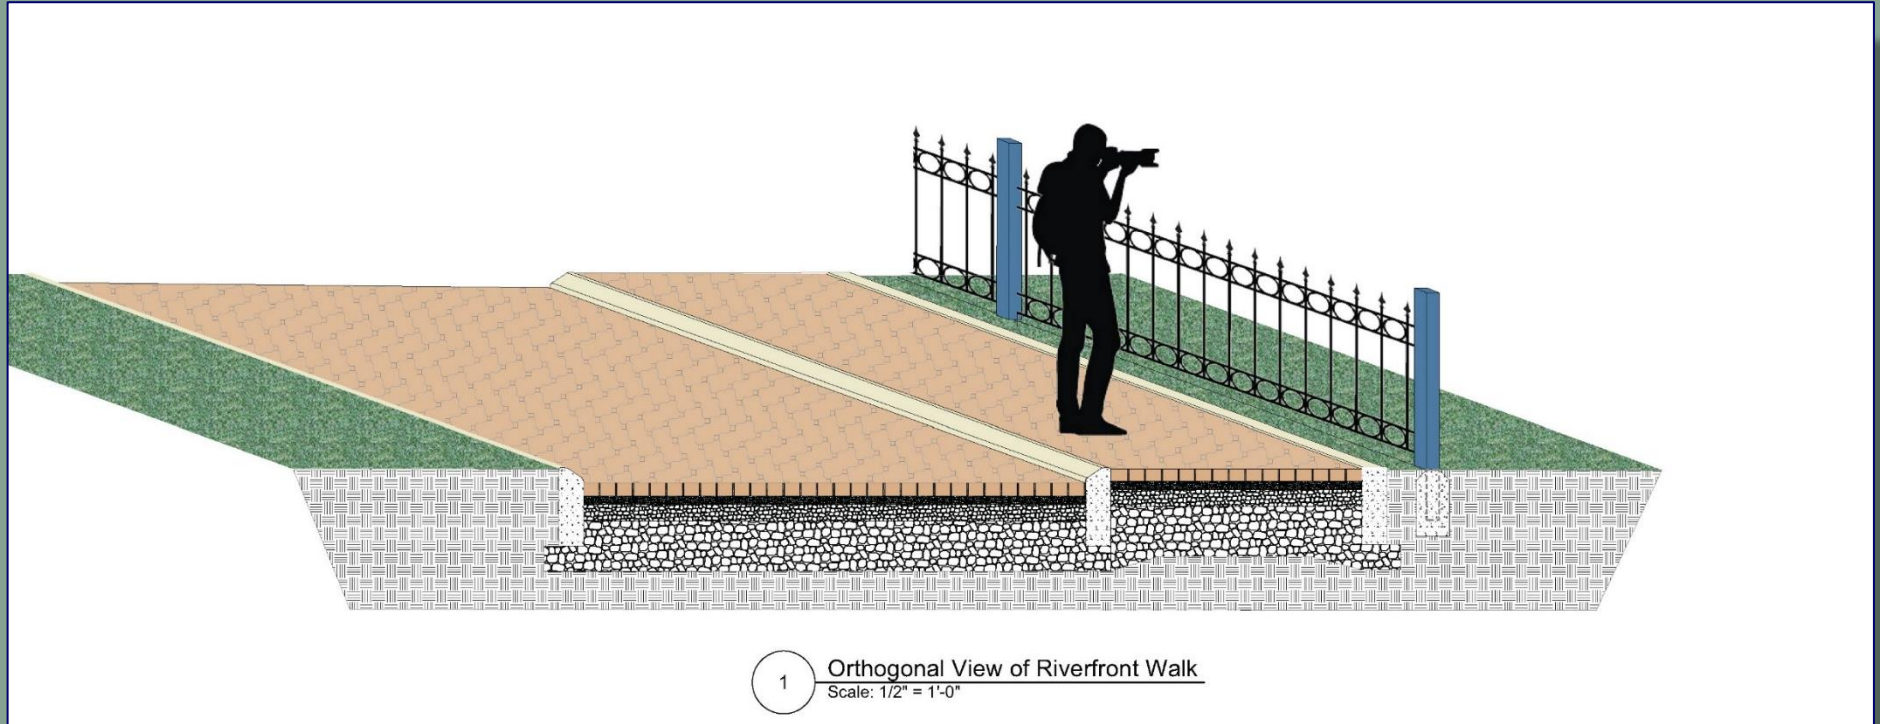 1
Orthogonal View of Riverfront Walk
Scale: 1/2" = 1'-0"